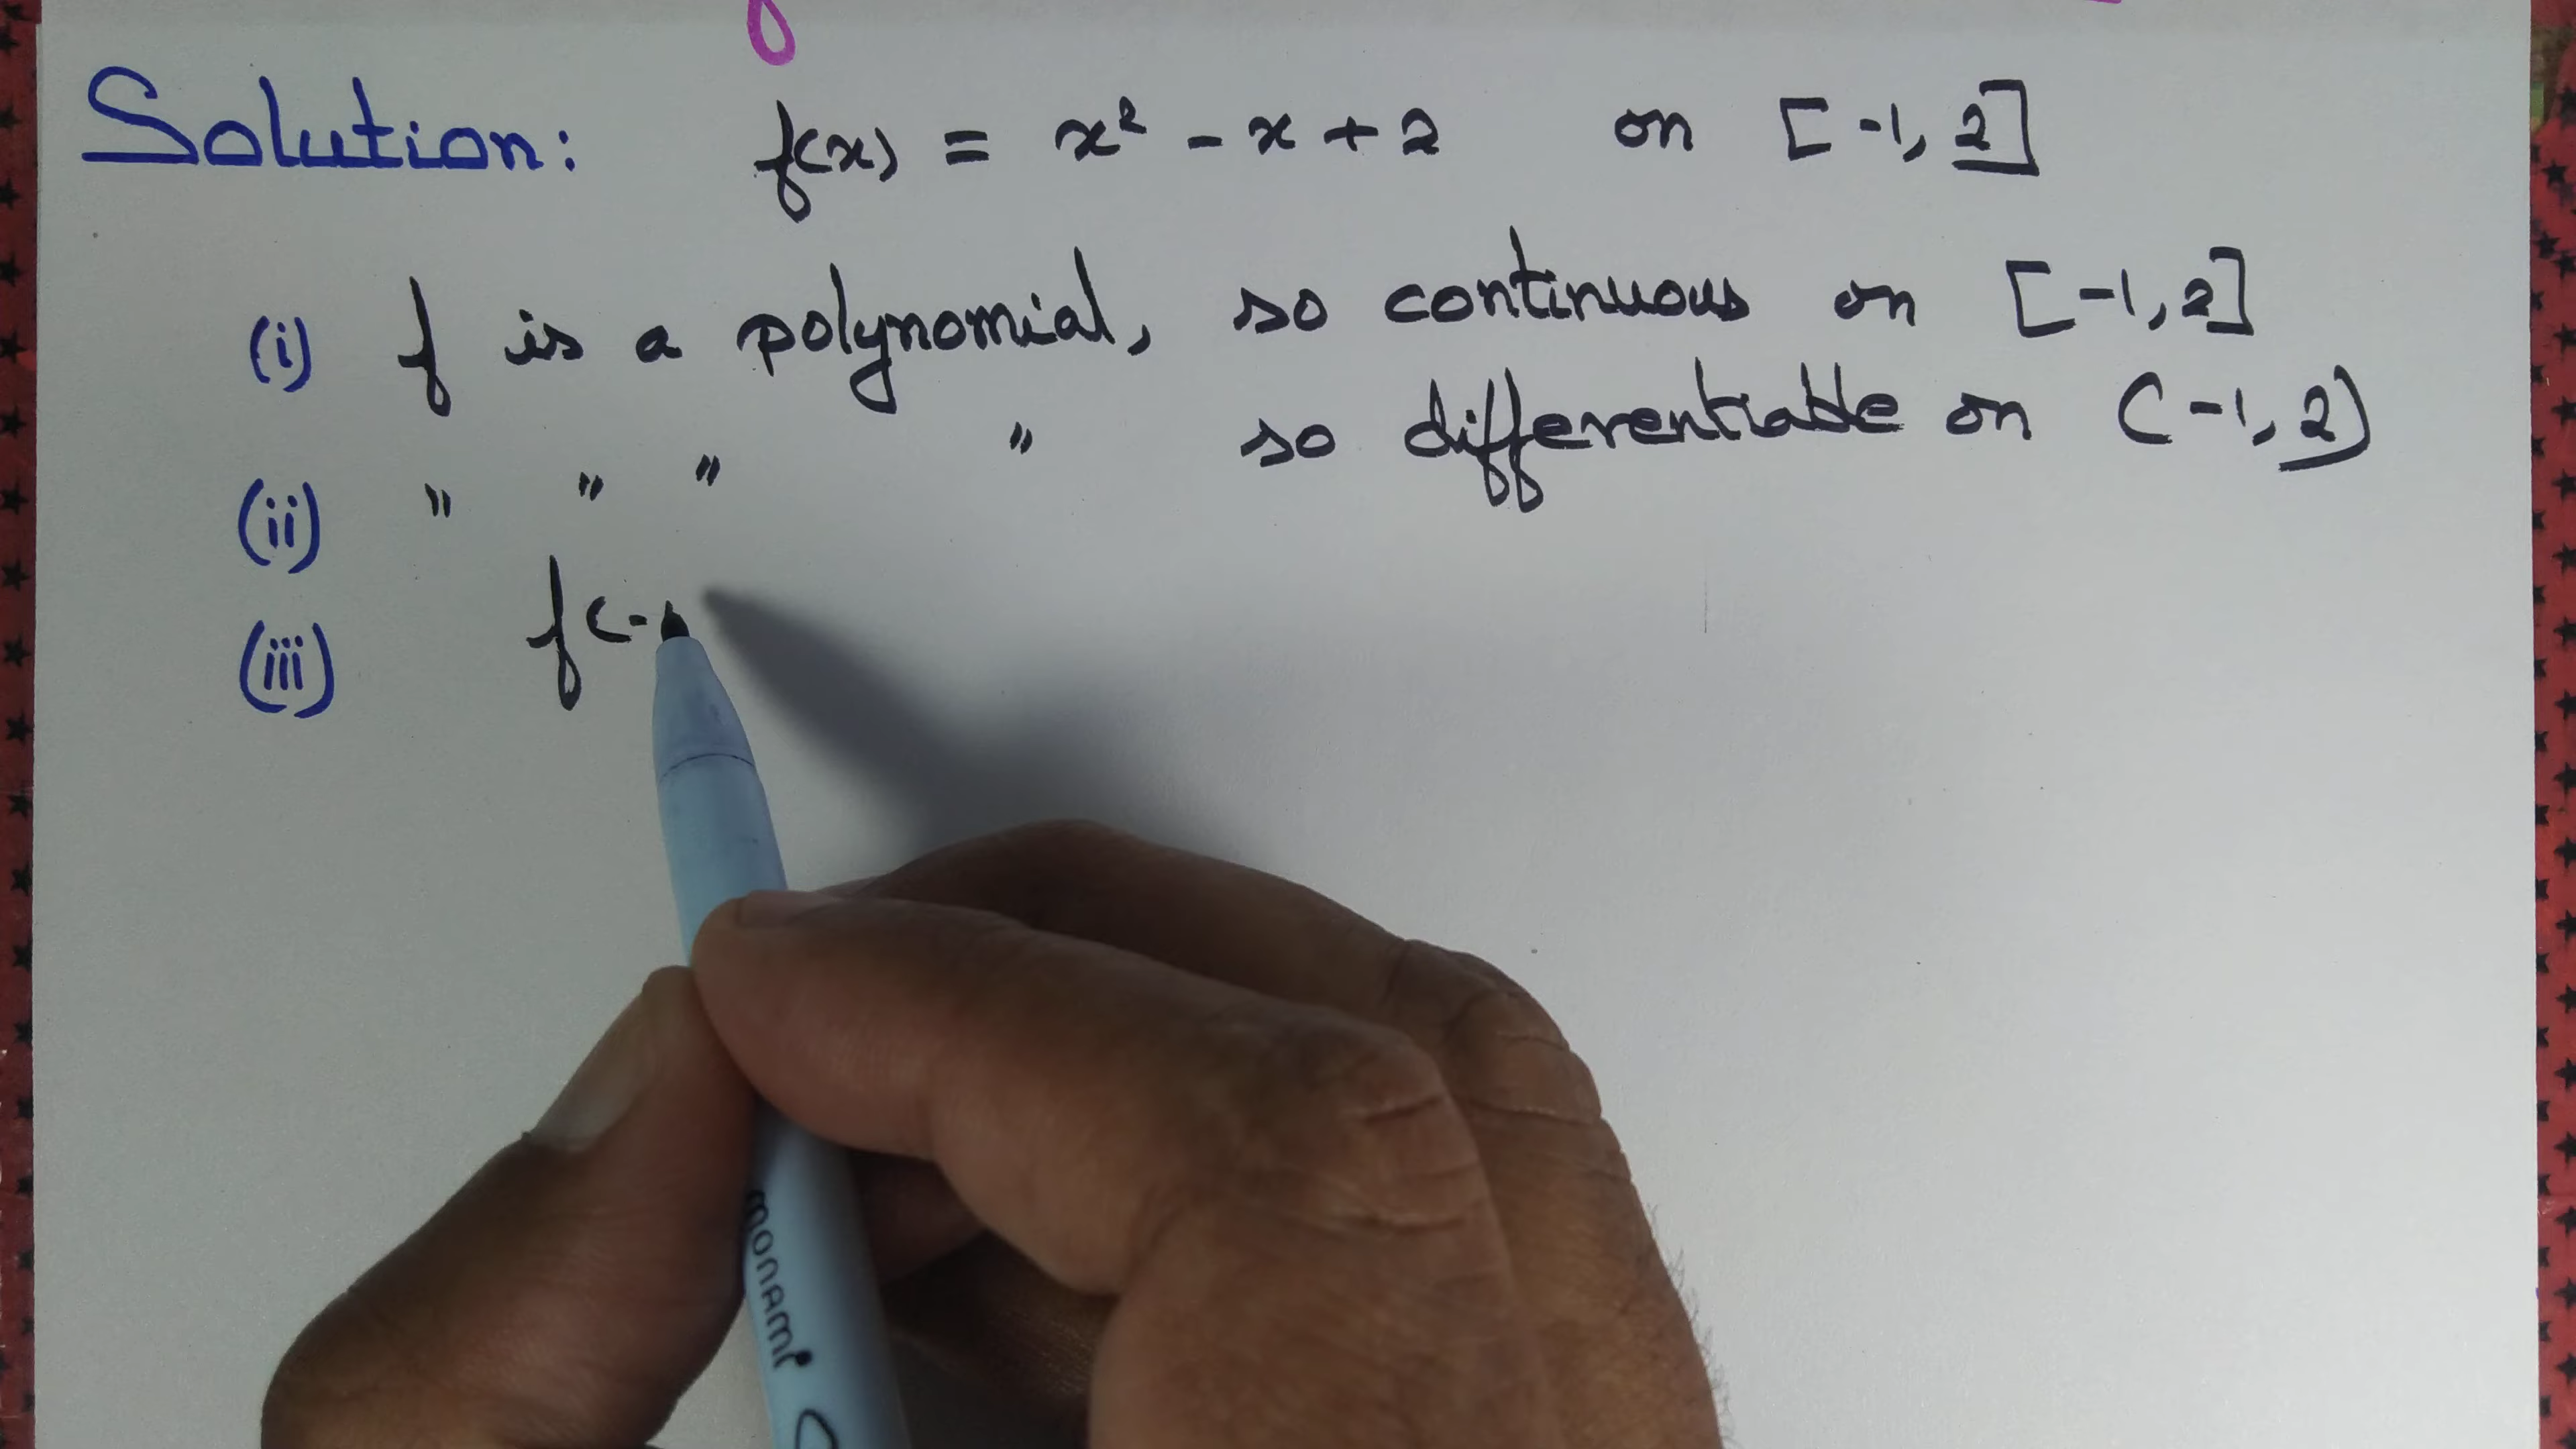 Solution: f(x) = x² - x + 2 on [-1, 2]
(i) f is a polynomial, so continuous on [-1, 2]
(ii) " " " " so differentiable on (-1, 2)
(iii) f(-
monami